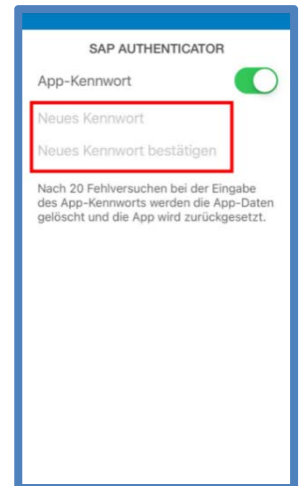 SAP AUTHENTICATOR
App-Kennwort
Neues Kennwort
Neues Kennwort bestätigen
Nach 20 Fehlversuchen bei der Eingabe
des App-Kennworts werden die App-Daten
gelöscht und die App wird zurückgesetzt.